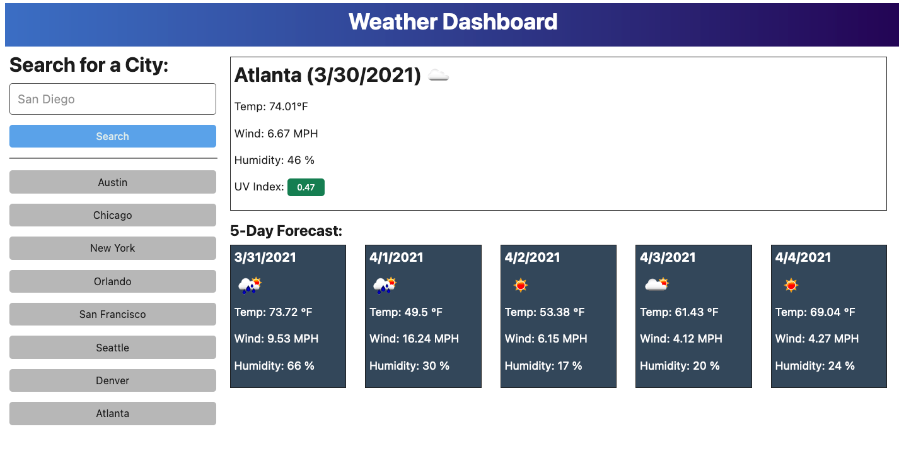 Weather Dashboard
Search for a City:
San Diego
Search
Austin
Chicago
New York
Orlando
San Francisco
Seattle
Denver
Atlanta
Atlanta (3/30/2021)
Temp: 74.01°F
Wind: 6.67 MPH
Humidity: 46 %
UV Index: 0.47
5-Day Forecast:
3/31/2021
Temp: 73.72 °F
Wind: 9.53 MPH
Humidity: 66 %
4/1/2021
Temp: 49.5 °F
Wind: 16.24 MPH
Humidity: 30 %
4/2/2021
Temp: 53.38 °F
Wind: 6.15 MPH
Humidity: 17 %
4/3/2021
Temp: 61.43 °F
Wind: 4.12 MPH
Humidity: 20 %
4/4/2021
Temp: 69.04 °F
Wind: 4.27 MPH
Humidity: 24 %